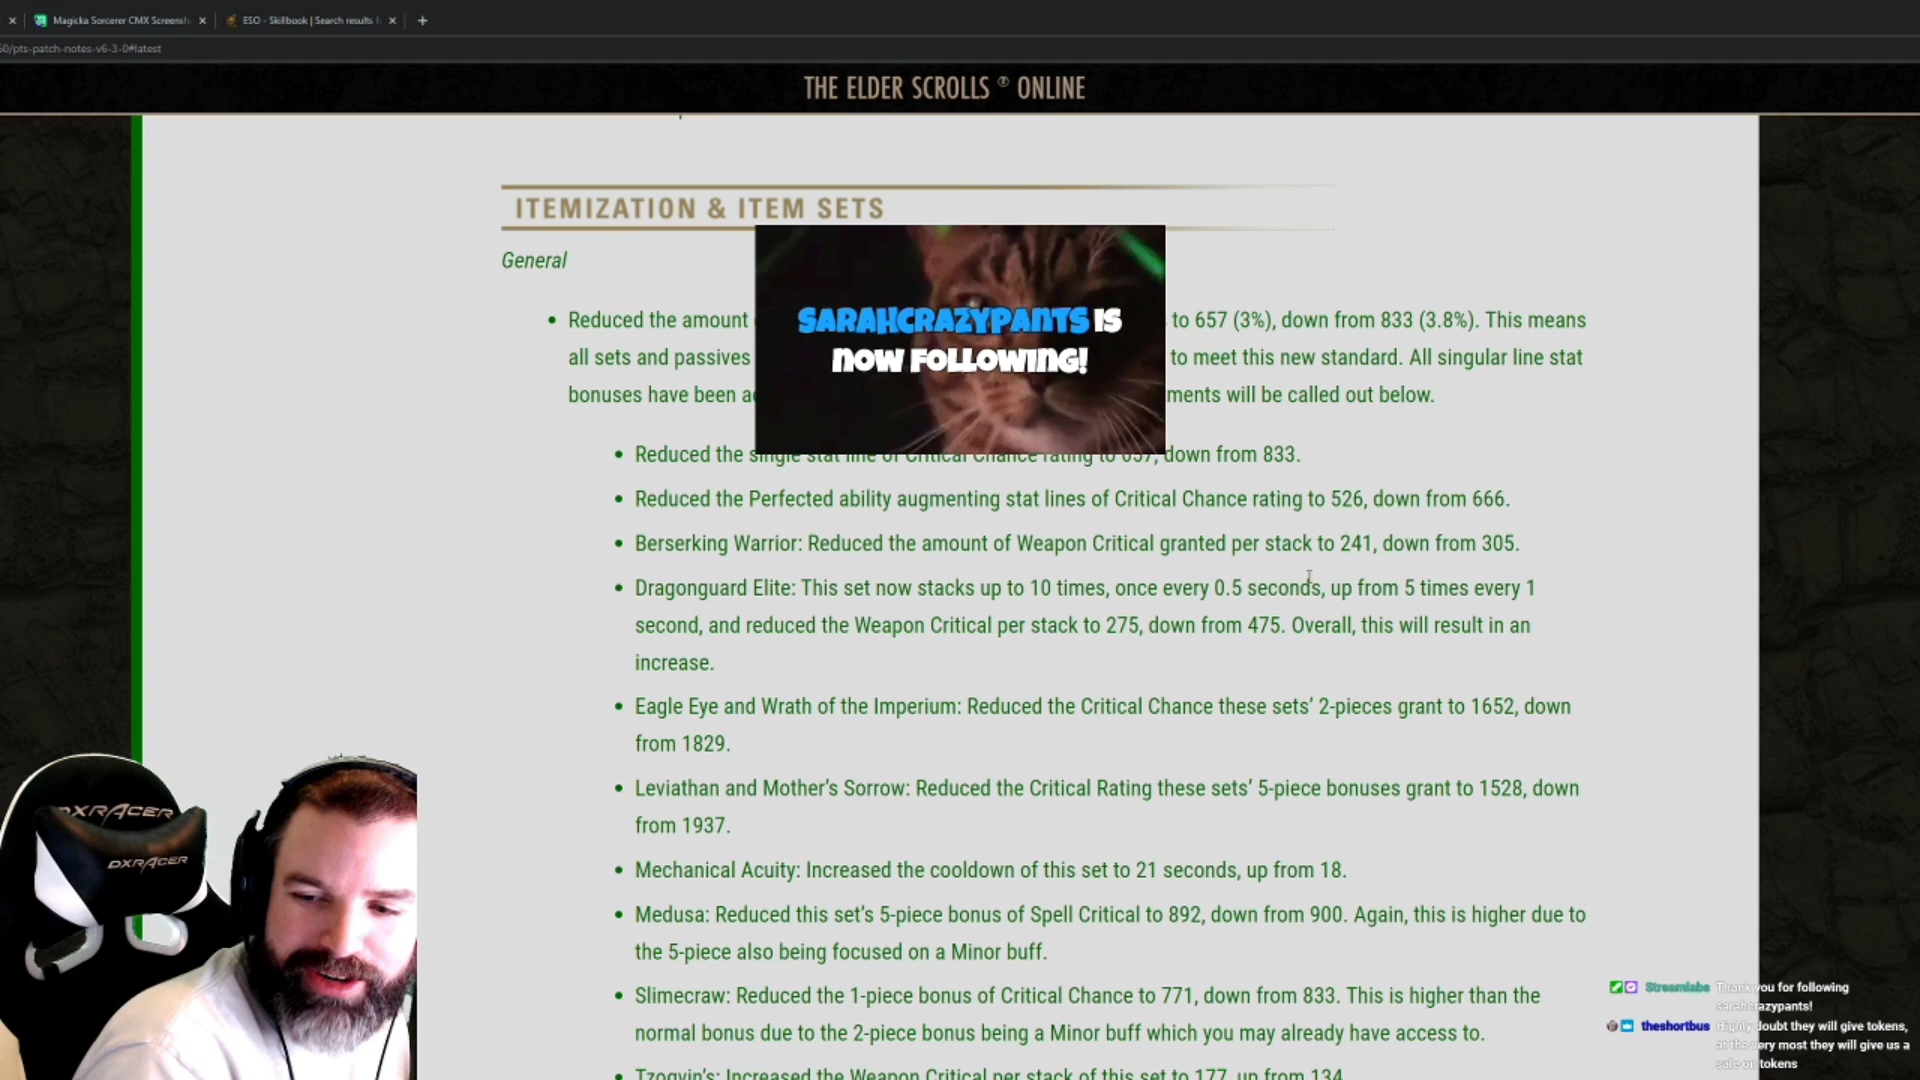 Magicka Sorcerer CMX Screensh
ESO - Skillbook | Search results
60/pts-patch-notes-v6-3-0#latest
THE ELDER SCROLLS ® ONLINE
ITEMIZATION & ITEM SETS
General
Reduced the amount to 657 (3%), down from 833 (3.8%). This means
all sets and passives to meet this new standard. All singular line stat
bonuses have been ments will be called out below.
SARAHCRAZYPANTS IS
NOW FOLLOWING!
Reduced the single stat line of Critical Chance rating to 657, down from 833.
Reduced the Perfected ability augmenting stat lines of Critical Chance rating to 526, down from 666.
Berserking Warrior: Reduced the amount of Weapon Critical granted per stack to 241, down from 305.
Dragonguard Elite: This set now stacks up to 10 times, once every 0.5 seconds, up from 5 times every 1
second, and reduced the Weapon Critical per stack to 275, down from 475. Overall, this will result in an
increase.
Eagle Eye and Wrath of the Imperium: Reduced the Critical Chance these sets’ 2-pieces grant to 1652, down
from 1829.
Leviathan and Mother’s Sorrow: Reduced the Critical Rating these sets’ 5-piece bonuses grant to 1528, down
from 1937.
Mechanical Acuity: Increased the cooldown of this set to 21 seconds, up from 18.
Medusa: Reduced this set’s 5-piece bonus of Spell Critical to 892, down from 900. Again, this is higher due to
the 5-piece also being focused on a Minor buff.
Slimecraw: Reduced the 1-piece bonus of Critical Chance to 771, down from 833. This is higher than the
normal bonus due to the 2-piece bonus being a Minor buff which you may already have access to.
Tzogvin’s: Increased the Weapon Critical per stack of this set to 177, up from 134.
DXRACER
DXRACER
Streamlabs Thank you for following
sarahcrazypants!
theshortbus Highly doubt they will give tokens,
at the very most they will give us a
sale on tokens